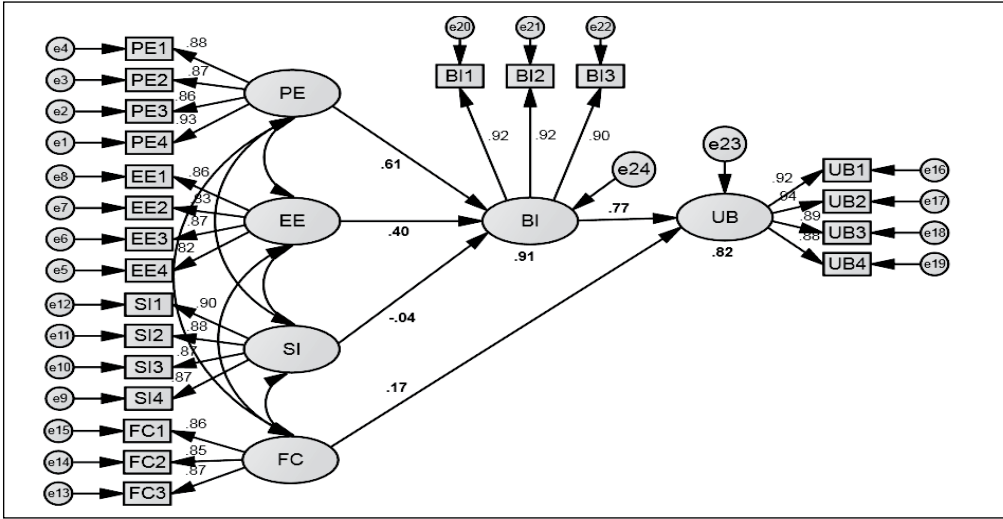 e4 PE1 .88
e3 PE2 .87
e2 PE3 .86
e1 PE4 .93
PE
e8 EE1 .86
e7 EE2 .83
e6 EE3 .87
e5 EE4 .82
EE
e12 SI1 .90
e11 SI2 .88
e10 SI3 .87
e9 SI4 .87
SI
e15 FC1 .86
e14 FC2 .85
e13 FC3 .87
FC
e20 e21 e22
BI1 BI2 BI3
.92 .92 .90
.61
.40
-.04
.17
e24
BI
.91
.77
e23
UB
.82
.92 UB1 e16
.94 UB2 e17
.89 UB3 e18
.88 UB4 e19